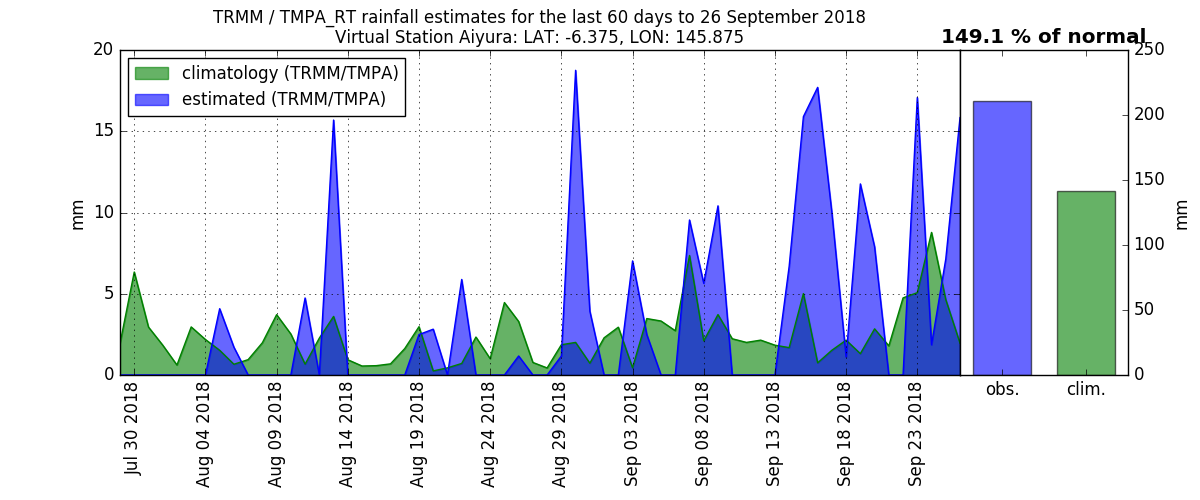 TRMM / TMPA_RT rainfall estimates for the last 60 days to 26 September 2018
Virtual Station Aiyura: LAT: -6.375, LON: 145.875
149.1 % of normal
climatology (TRMM/TMPA)
estimated (TRMM/TMPA)
20
15
10
5
0
mm
250
200
150
100
50
0
mm
Jul 30 2018
Aug 04 2018
Aug 09 2018
Aug 14 2018
Aug 19 2018
Aug 24 2018
Aug 29 2018
Sep 03 2018
Sep 08 2018
Sep 13 2018
Sep 18 2018
Sep 23 2018
obs.
clim.